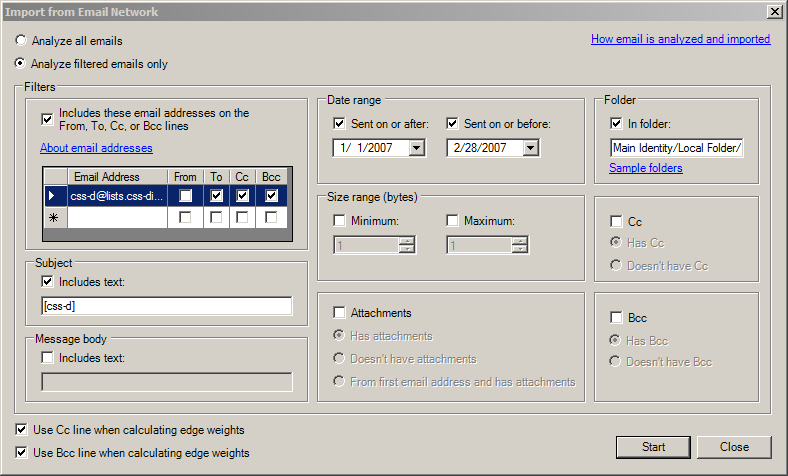 Import from Email Network
Analyze all emails
How email is analyzed and imported
Analyze filtered emails only
Filters
Includes these email addresses on the
From, To, Cc, or Bcc lines
About email addresses
Email Address From To Cc Bcc
css-d@lists.css-di...
Subject
Includes text:
[css-d]
Message body
Includes text:
Date range
Sent on or after: Sent on or before:
1/ 1/2007 2/28/2007
Size range (bytes)
Minimum: Maximum:
1 1
Attachments
Has attachments
Doesn't have attachments
From first email address and has attachments
Folder
In folder:
Main Identity/Local Folder/
Sample folders
Cc
Has Cc
Doesn't have Cc
Bcc
Has Bcc
Doesn't have Bcc
Use Cc line when calculating edge weights
Use Bcc line when calculating edge weights
Start Close